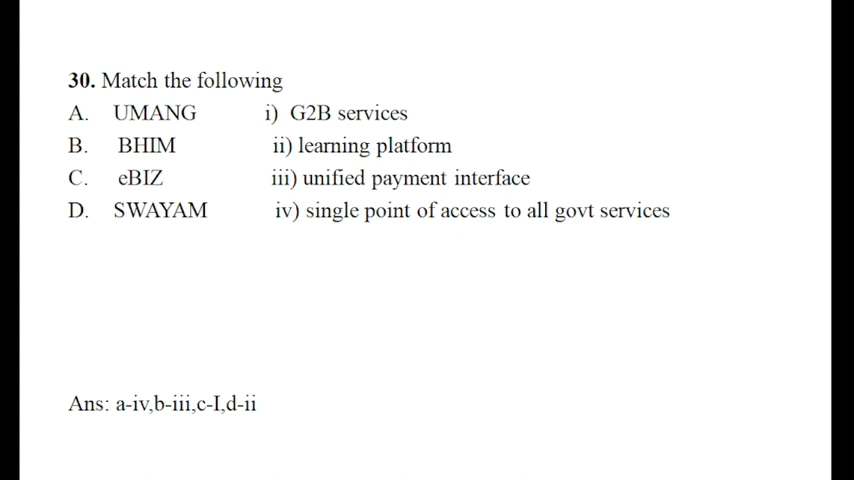 30. Match the following
A. UMANG i) G2B services
B. BHIM ii) learning platform
C. eBIZ iii) unified payment interface
D. SWAYAM iv) single point of access to all govt services
Ans: a-iv,b-iii,c-I,d-ii